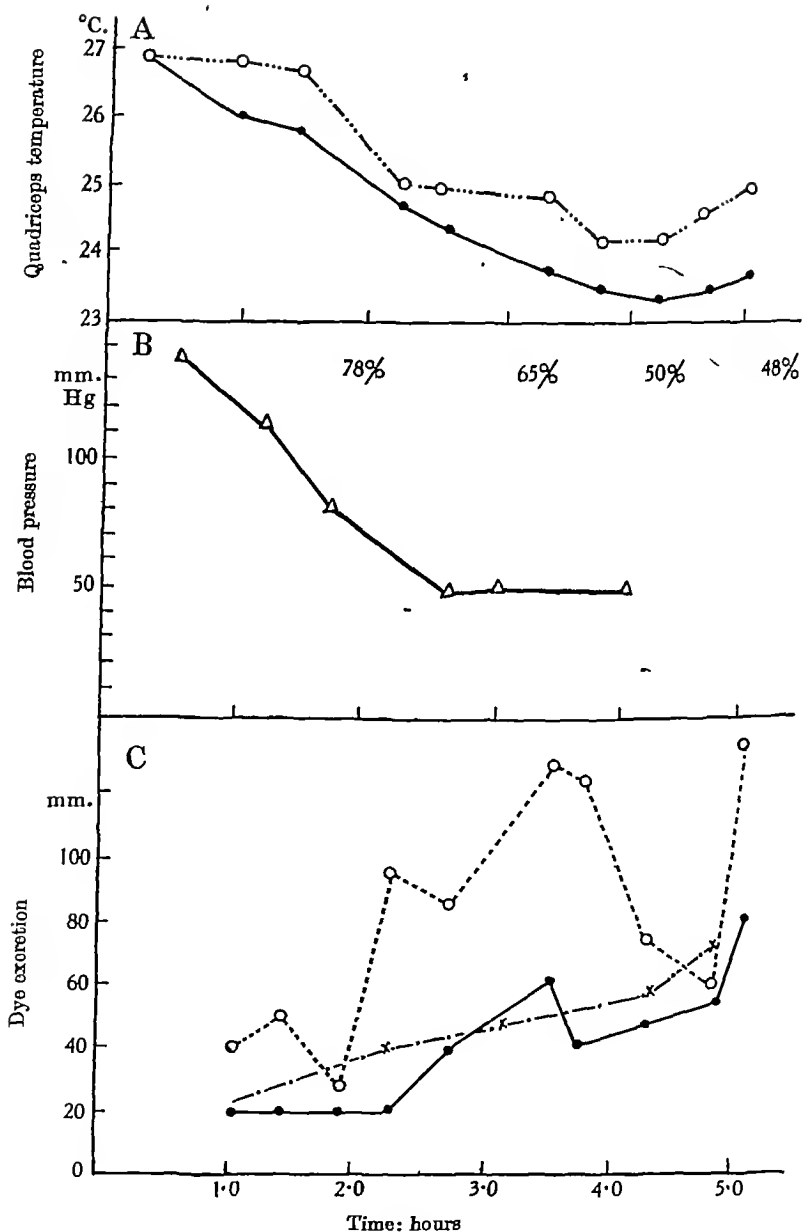 °C. A
27
26
25
24
23
Quadriceps temperature
B
mm.
Hg
78% 65% 50% 48%
100
50
Blood pressure
C
mm.
100
80
60
40
20
0
Dye excretion
1·0 2·0 3·0 4·0 5·0
Time: hours